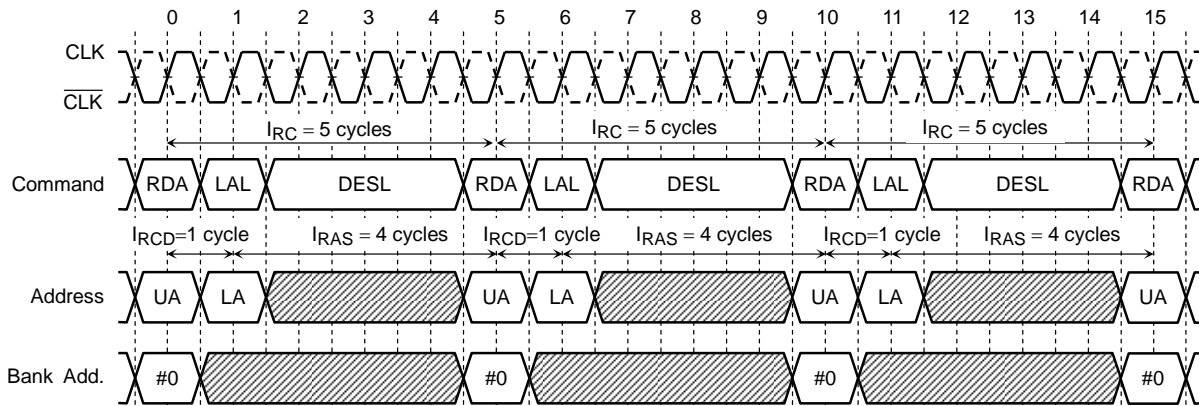 0 1 2 3 4 5 6 7 8 9 10 11 12 13 14 15
CLK
CLK
IRC = 5 cycles IRC = 5 cycles IRC = 5 cycles
Command RDA LAL DESL RDA LAL DESL RDA LAL DESL RDA
IRCD=1 cycle IRAS = 4 cycles IRCD=1 cycle IRAS = 4 cycles IRCD=1 cycle IRAS = 4 cycles
Address UA LA UA LA UA LA UA
Bank Add. #0 #0 #0 #0